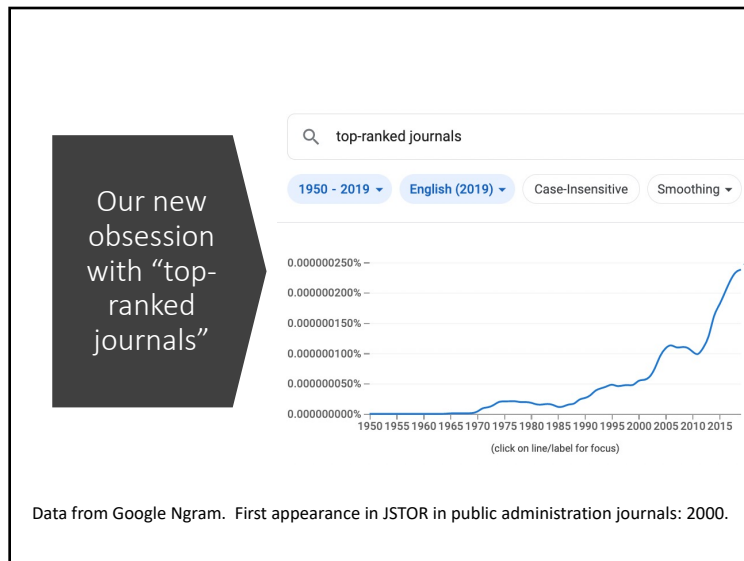 Our new
obsession
with “top-
ranked
journals”
top-ranked journals
1950 - 2019 English (2019) Case-Insensitive Smoothing
0.000000250%
0.000000200%
0.000000150%
0.000000100%
0.000000050%
0.000000000%
1950 1955 1960 1965 1970 1975 1980 1985 1990 1995 2000 2005 2010 2015
(click on line/label for focus)
Data from Google Ngram. First appearance in JSTOR in public administration journals: 2000.